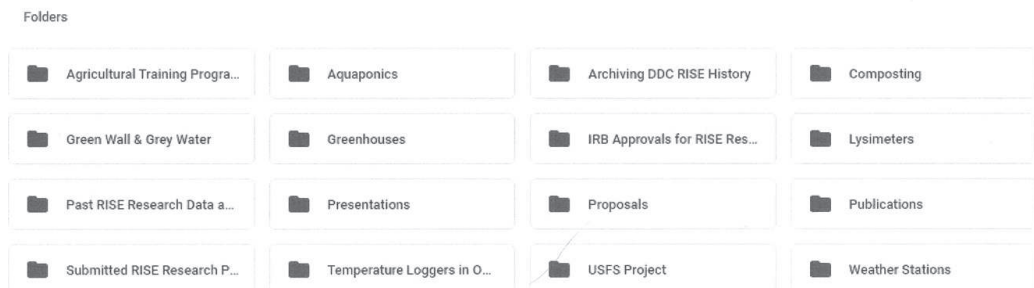 Folders
Agricultural Training Progra...
Aquaponics
Archiving DDC RISE History
Composting
Green Wall & Grey Water
Greenhouses
IRB Approvals for RISE Res...
Lysimeters
Past RISE Research Data a...
Presentations
Proposals
Publications
Submitted RISE Research P...
Temperature Loggers in O...
USFS Project
Weather Stations